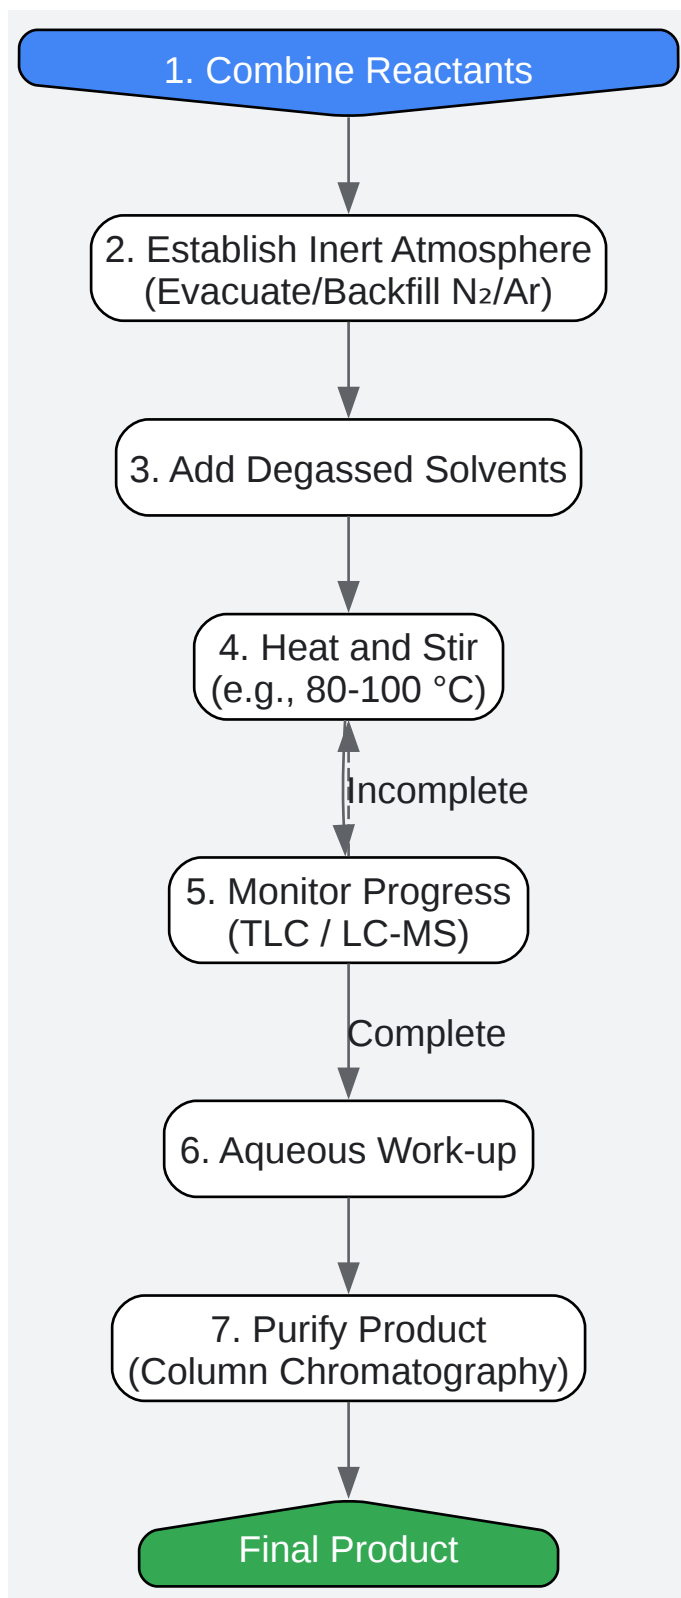 1. Combine Reactants
2. Establish Inert Atmosphere
(Evacuate/Backfill N₂/Ar)
3. Add Degassed Solvents
4. Heat and Stir
(e.g., 80-100 °C)
Incomplete
5. Monitor Progress
(TLC / LC-MS)
Complete
6. Aqueous Work-up
7. Purify Product
(Column Chromatography)
Final Product